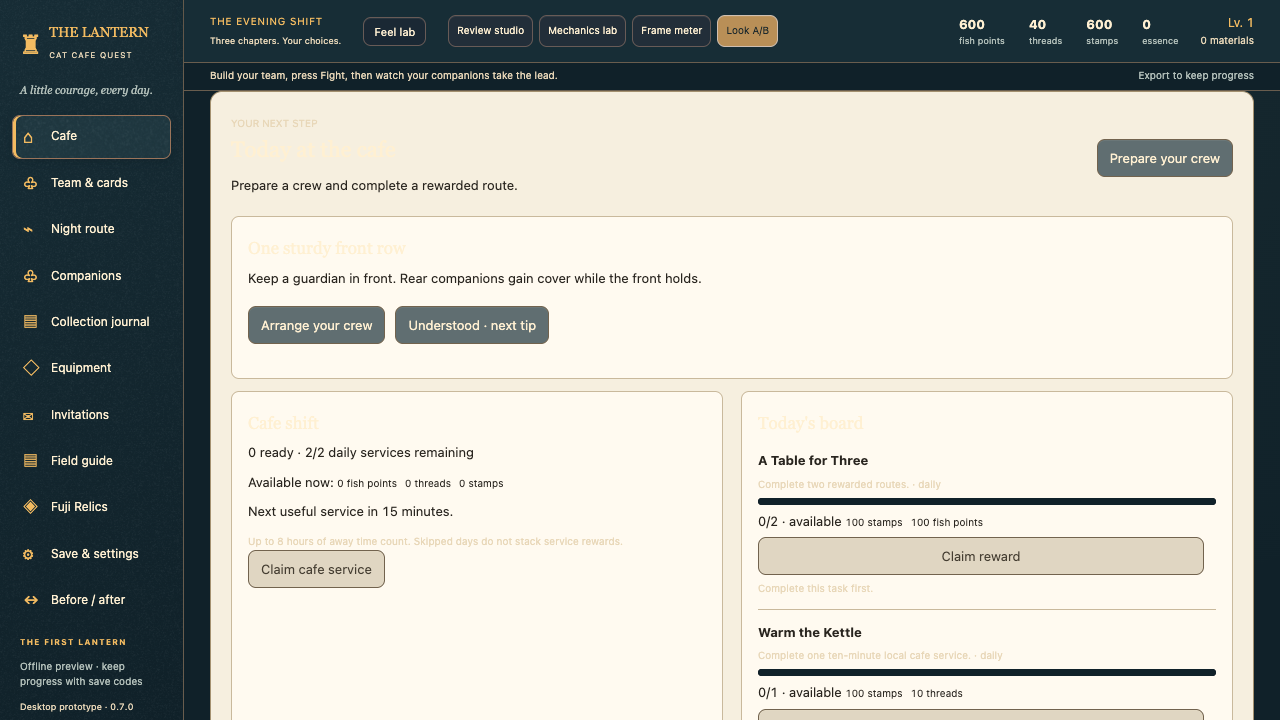 THE LANTERN
CAT CAFE QUEST
A little courage, every day.
Cafe
Team & cards
Night route
Companions
Collection journal
Equipment
Invitations
Field guide
Fuji Relics
Save & settings
Before / after
THE FIRST LANTERN
Offline preview · keep
progress with save codes
Desktop prototype · 0.7.0
THE EVENING SHIFT
Three chapters. Your choices.
Feel lab
Review studio
Mechanics lab
Frame meter
Look A/B
600
fish points
40
threads
600
stamps
0
essence
Lv. 1
0 materials
Build your team, press Fight, then watch your companions take the lead.
Export to keep progress
YOUR NEXT STEP
Today at the cafe
Prepare a crew and complete a rewarded route.
Prepare your crew
One sturdy front row
Keep a guardian in front. Rear companions gain cover while the front holds.
Arrange your crew
Understood · next tip
Cafe shift
0 ready · 2/2 daily services remaining
Available now: 0 fish points 0 threads 0 stamps
Next useful service in 15 minutes.
Up to 8 hours of away time count. Skipped days do not stack service rewards.
Claim cafe service
Today's board
A Table for Three
Complete two rewarded routes. · daily
0/2 · available 100 stamps 100 fish points
Claim reward
Complete this task first.
Warm the Kettle
Complete one ten-minute local cafe service. · daily
0/1 · available 100 stamps 10 threads